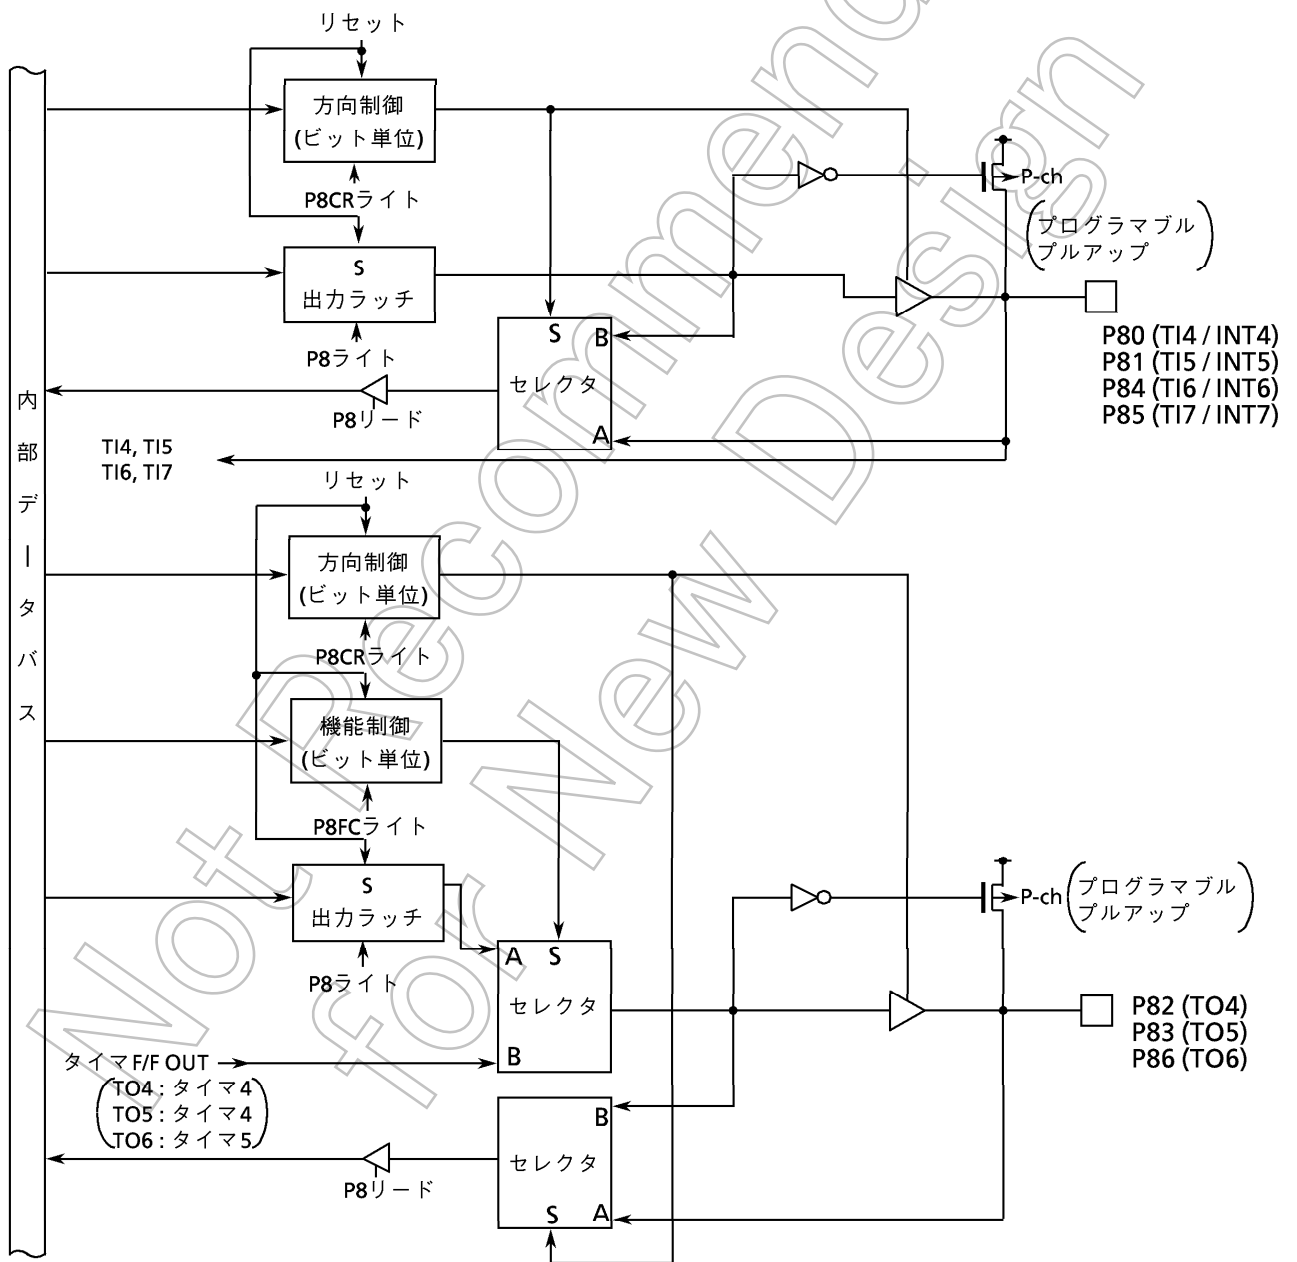 リセット
方向制御
(ビット単位)
P8CRライト
P-ch
プログラマブル
プルアップ
S
出力ラッチ
P8ライト
S
B
セレクタ
A
P8リード
P80 (TI4 / INT4)
P81 (TI5 / INT5)
P84 (TI6 / INT6)
P85 (TI7 / INT7)
TI4, TI5
TI6, TI7
内部データバス
リセット
方向制御
(ビット単位)
P8CRライト
機能制御
(ビット単位)
P8FCライト
S
出力ラッチ
P8ライト
P-ch
プログラマブル
プルアップ
A S
セレクタ
B
P82 (TO4)
P83 (TO5)
P86 (TO6)
タイマF/F OUT
TO4 : タイマ4
TO5 : タイマ4
TO6 : タイマ5
B
セレクタ
S A
P8リード
Not Recommended
for New Design